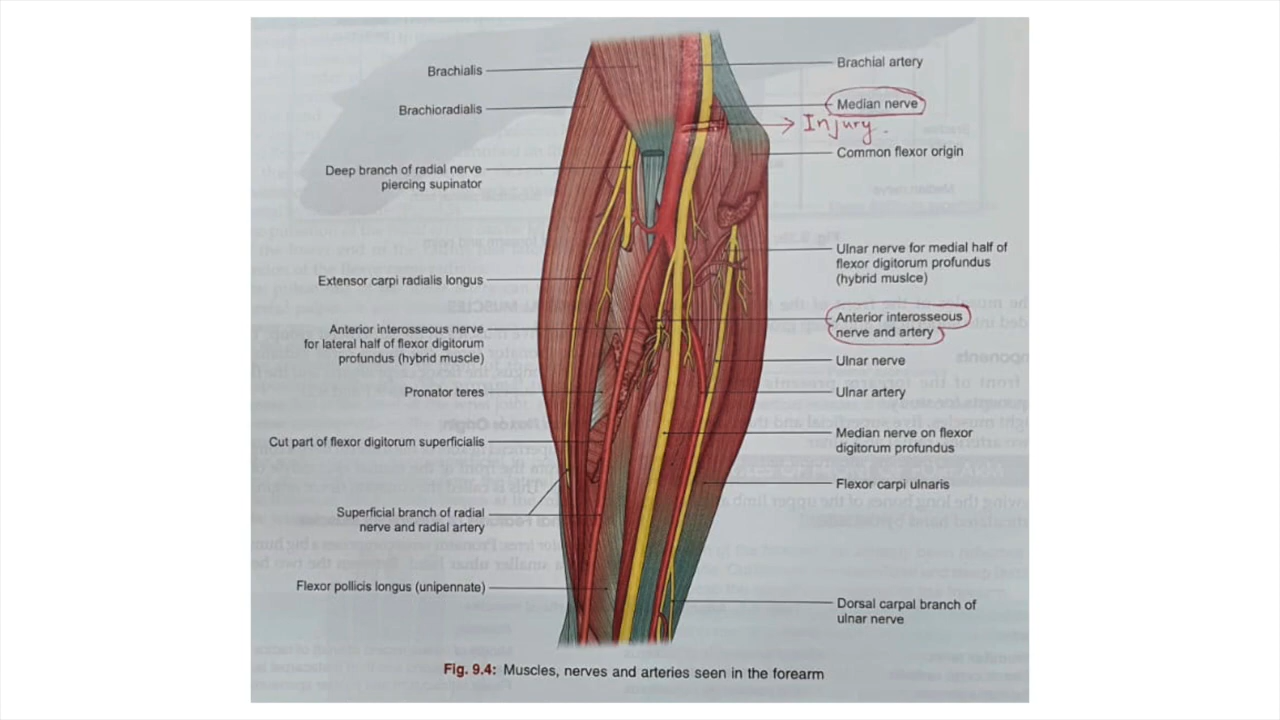 Brachialis
Brachioradialis
Deep branch of radial nerve
piercing supinator
Extensor carpi radialis longus
Anterior interosseous nerve
for lateral half of flexor digitorum
profundus (hybrid muscle)
Pronator teres
Cut part of flexor digitorum superficialis
Superficial branch of radial
nerve and radial artery
Flexor pollicis longus (unipennate)
Brachial artery
Median nerve
Injury.
Common flexor origin
Ulnar nerve for medial half of
flexor digitorum profundus
(hybrid muslce)
Anterior interosseous
nerve and artery
Ulnar nerve
Ulnar artery
Median nerve on flexor
digitorum profundus
Flexor carpi ulnaris
Dorsal carpal branch of
ulnar nerve
Fig. 9.4: Muscles, nerves and arteries seen in the forearm